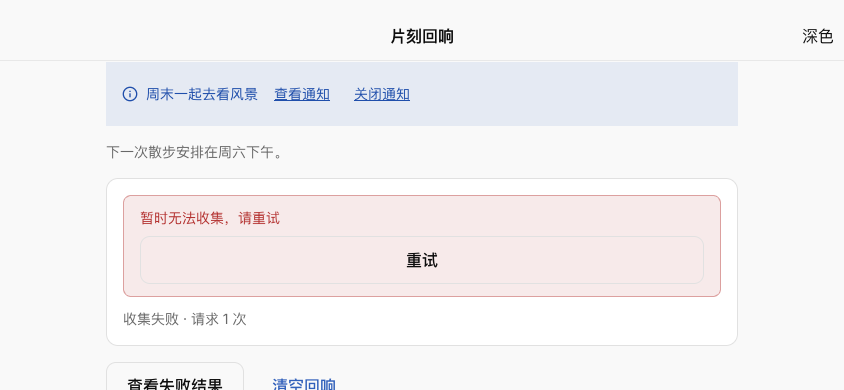 片刻回响
深色
周末一起去看风景 查看通知 关闭通知
下一次散步安排在周六下午。
暂时无法收集，请重试
重试
收集失败 · 请求 1 次
查看失败结果 清空回响